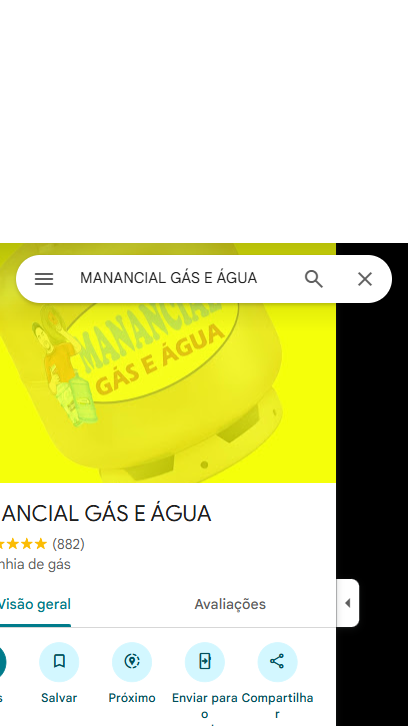 MANANCIAL GÁS E ÁGUA
MANANCIAL
GÁS E ÁGUA
ANCIAL GÁS E ÁGUA
(882)
nhia de gás
Visão geral
Avaliações
s
Salvar
Próximo
Enviar para o
Compartilhar